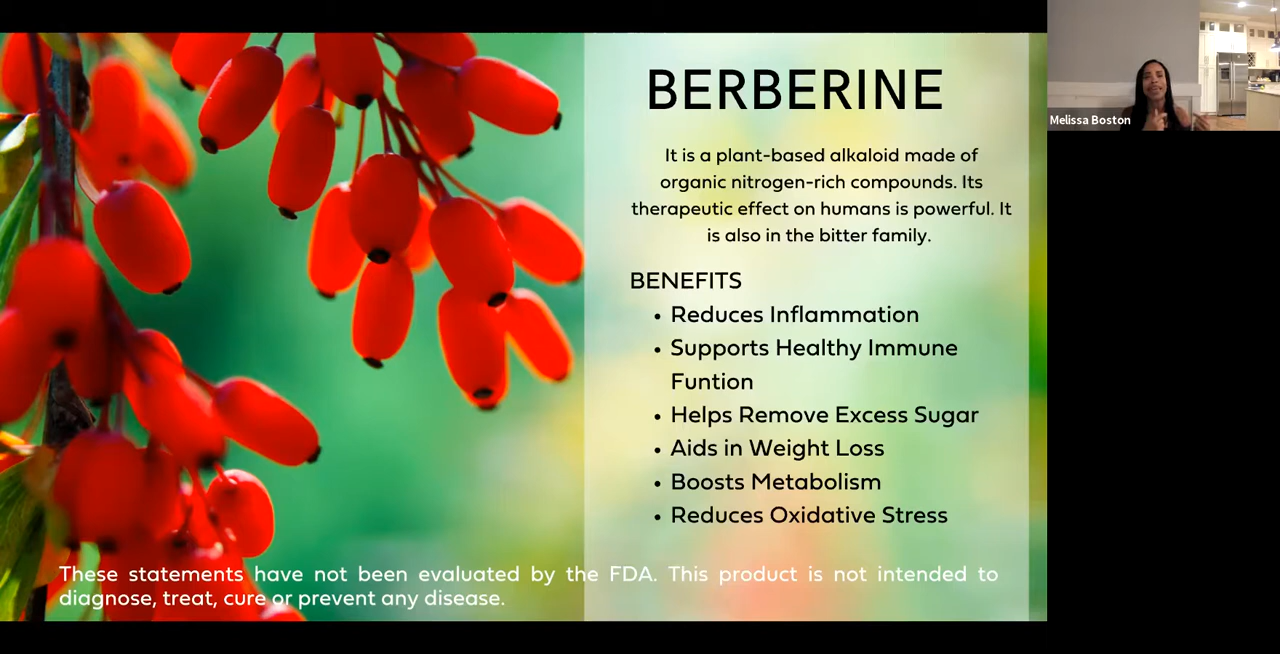 BERBERINE
It is a plant-based alkaloid made of
organic nitrogen-rich compounds. Its
therapeutic effect on humans is powerful. It
is also in the bitter family.
BENEFITS
• Reduces Inflammation
• Supports Healthy Immune
Funtion
• Helps Remove Excess Sugar
• Aids in Weight Loss
• Boosts Metabolism
• Reduces Oxidative Stress
These statements have not been evaluated by the FDA. This product is not intended to
diagnose, treat, cure or prevent any disease.
Melissa Boston